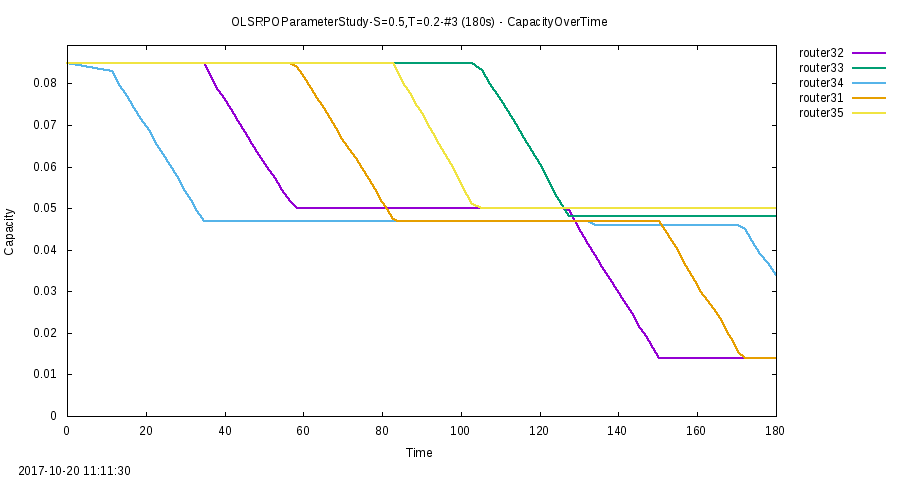 OLSRPOParameterStudy-S=0.5,T=0.2-#3 (180s) - CapacityOverTime
router32
router33
router34
router31
router35
0.08
0.07
0.06
0.05
0.04
0.03
0.02
0.01
0
Capacity
0 20 40 60 80 100 120 140 160 180
Time
2017-10-20 11:11:30